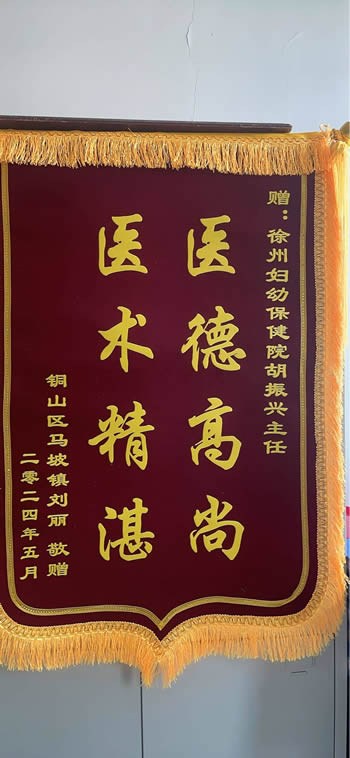 赠：徐州妇幼保健院胡振兴主任
医德高尚
医术精湛
铜山区马坡镇刘丽 敬赠
二零二四年五月